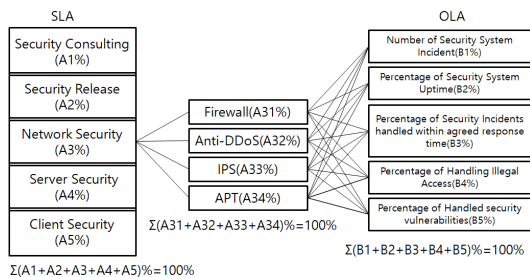 SLA
Security Consulting
(A1%)
Security Release
(A2%)
Network Security
(A3%)
Server Security
(A4%)
Client Security
(A5%)
Σ(A1+A2+A3+A4+A5)%=100%
Firewall(A31%)
Anti-DDoS(A32%)
IPS(A33%)
APT(A34%)
Σ(A31+A32+A33+A34)%=100%
OLA
Number of Security System
Incident(B1%)
Percentage of Security System
Uptime(B2%)
Percentage of Security Incidents
handled within agreed response
time(B3%)
Percentage of Handling Illegal
Access(B4%)
Percentage of Handled security
vulnerabilities(B5%)
Σ(B1+B2+B3+B4+B5)%=100%